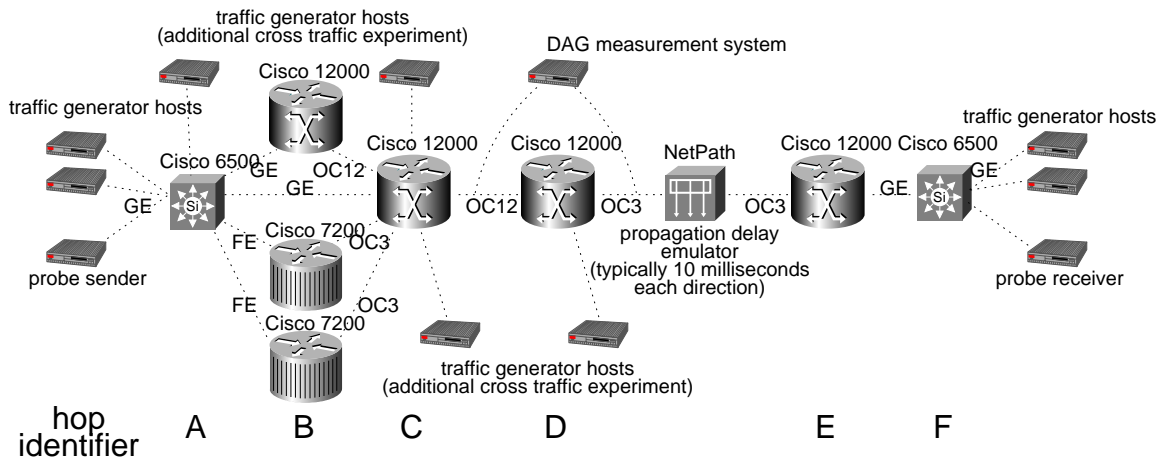 traffic generator hosts
(additional cross traffic experiment)
DAG measurement system
Cisco 12000
traffic generator hosts
traffic generator hosts
Cisco 6500
GE
OC12
Cisco 12000
Cisco 12000
NetPath
Cisco 12000
Cisco 6500
GE
GE
Si
GE
OC12
OC3
OC3
GE
Si
GE
FE
Cisco 7200
OC3
propagation delay
emulator
(typically 10 milliseconds
each direction)
probe sender
probe receiver
FE
OC3
Cisco 7200
traffic generator hosts
(additional cross traffic experiment)
hop
identifier
A
B
C
D
E
F